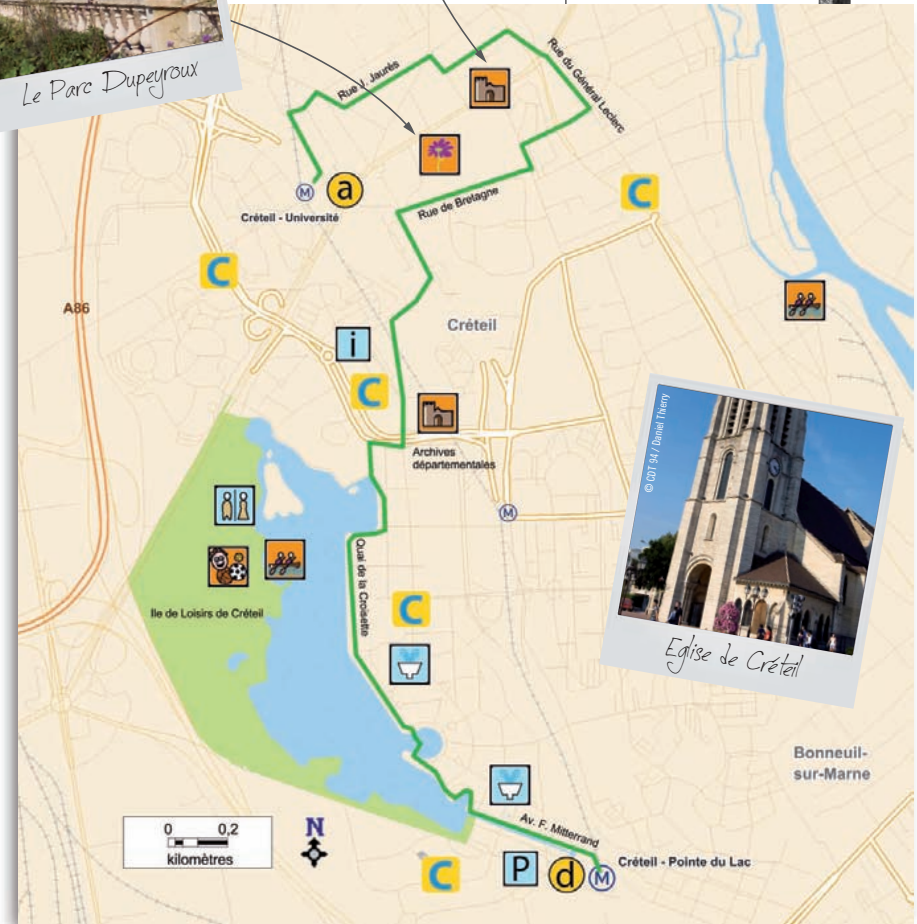 Le Parc Dupeyroux
Rue J. Jaurès
Rue du Général Leclerc
M
a
Créteil - Université
Rue de Bretagne
C
C
A86
i
Créteil
C
Archives
départementales
M
© CDT 94 / Daniel Thierry
Quai de la Croisette
Ile de Loisirs de Créteil
C
Eglise de Créteil
Bonneuil-
sur-Marne
0 0,2
kilomètres
N
Av. F. Mitterrand
C
P
d
M
Créteil - Pointe du Lac